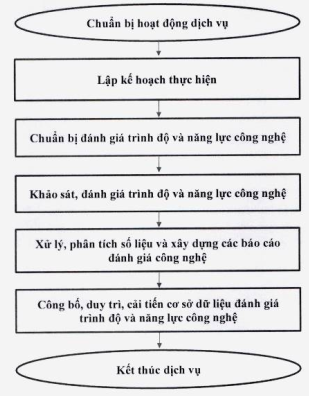 Chuẩn bị hoạt động dịch vụ
Lập kế hoạch thực hiện
Chuẩn bị đánh giá trình độ và năng lực công nghệ
Khảo sát, đánh giá trình độ và năng lực công nghệ
Xử lý, phân tích số liệu và xây dựng các báo cáo
đánh giá công nghệ
Công bố, duy trì, cải tiến cơ sở dữ liệu đánh giá
trình độ và năng lực công nghệ
Kết thúc dịch vụ